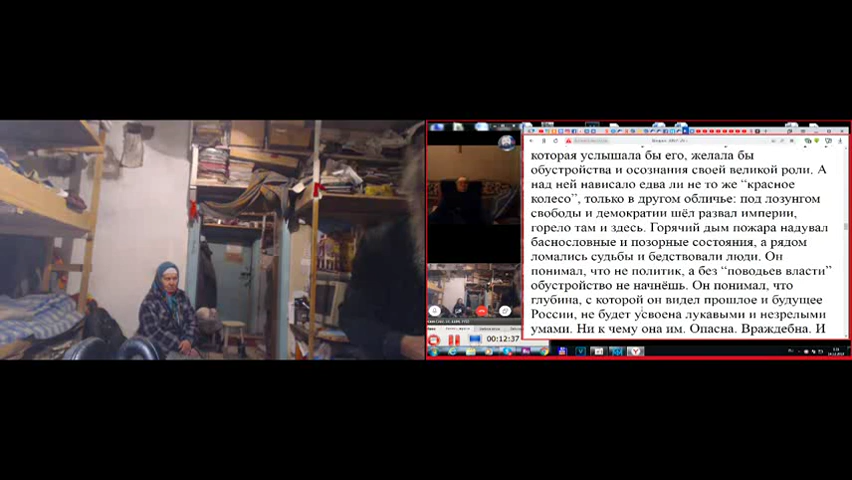 которая услышала бы его, желала бы
обустройства и осознания своей великой роли. А
над ней нависало едва ли не то же “красное
колесо”, только в другом обличье: под лозунгом
свободы и демократии шёл развал империи,
горело там и здесь. Горячий дым пожара надувал
баснословные и позорные состояния, а рядом
ломались судьбы и бедствовали люди. Он
понимал, что не политик, а без “поводьев власти”
обустройство не начнёшь. Он понимал, что
глубина, с которой он видел прошлое и будущее
России, не будет усвоена лукавыми и незрелыми
умами. Ни к чему она им. Опасна. Враждебна. И
00:12:37